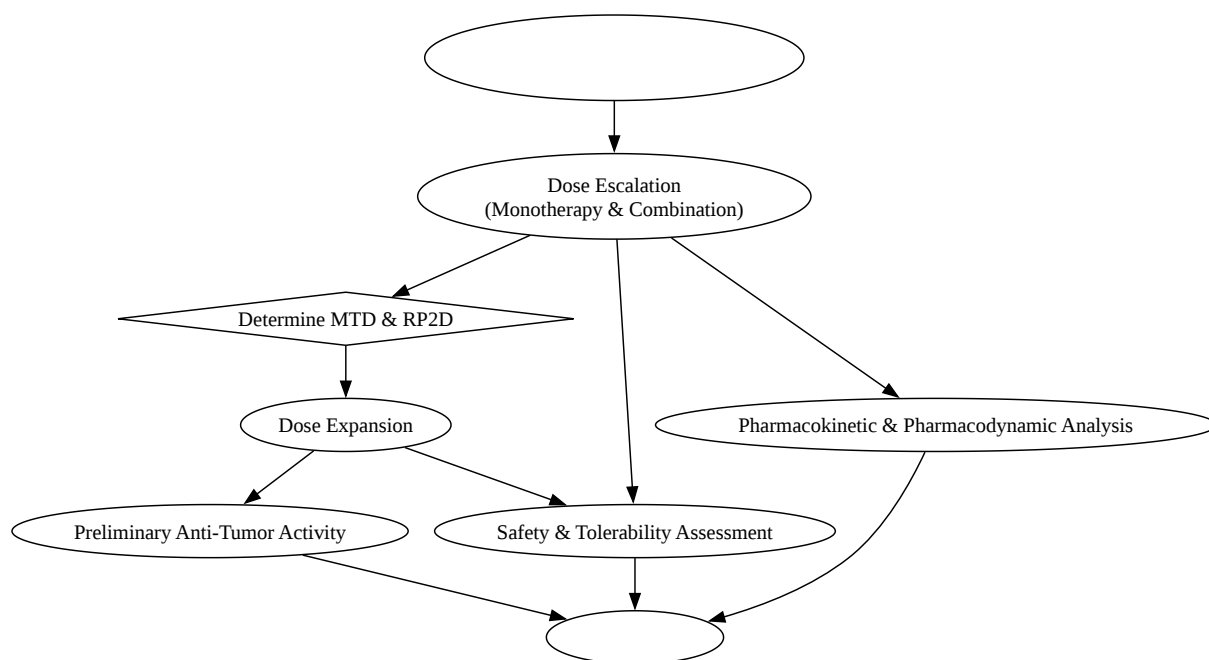 Dose Escalation
(Monotherapy & Combination)
Determine MTD & RP2D
Dose Expansion
Pharmacokinetic & Pharmacodynamic Analysis
Preliminary Anti-Tumor Activity
Safety & Tolerability Assessment